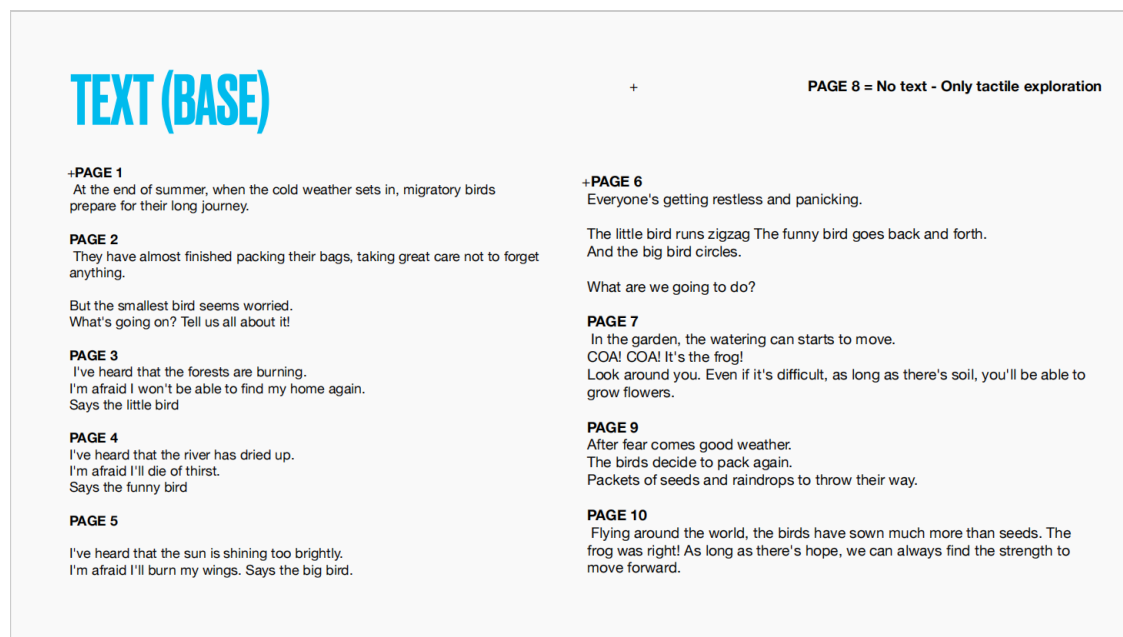 TEXT (BASE)
+
PAGE 8 = No text - Only tactile exploration
+PAGE 1
At the end of summer, when the cold weather sets in, migratory birds
prepare for their long journey.
PAGE 2
They have almost finished packing their bags, taking great care not to forget
anything.
But the smallest bird seems worried.
What's going on? Tell us all about it!
PAGE 3
I've heard that the forests are burning.
I'm afraid I won't be able to find my home again.
Says the little bird
PAGE 4
I've heard that the river has dried up.
I'm afraid I'll die of thirst.
Says the funny bird
PAGE 5
I've heard that the sun is shining too brightly.
I'm afraid I'll burn my wings. Says the big bird.
+PAGE 6
Everyone's getting restless and panicking.
The little bird runs zigzag The funny bird goes back and forth.
And the big bird circles.
What are we going to do?
PAGE 7
In the garden, the watering can starts to move.
COA! COA! It's the frog!
Look around you. Even if it's difficult, as long as there's soil, you'll be able to
grow flowers.
PAGE 9
After fear comes good weather.
The birds decide to pack again.
Packets of seeds and raindrops to throw their way.
PAGE 10
Flying around the world, the birds have sown much more than seeds. The
frog was right! As long as there's hope, we can always find the strength to
move forward.